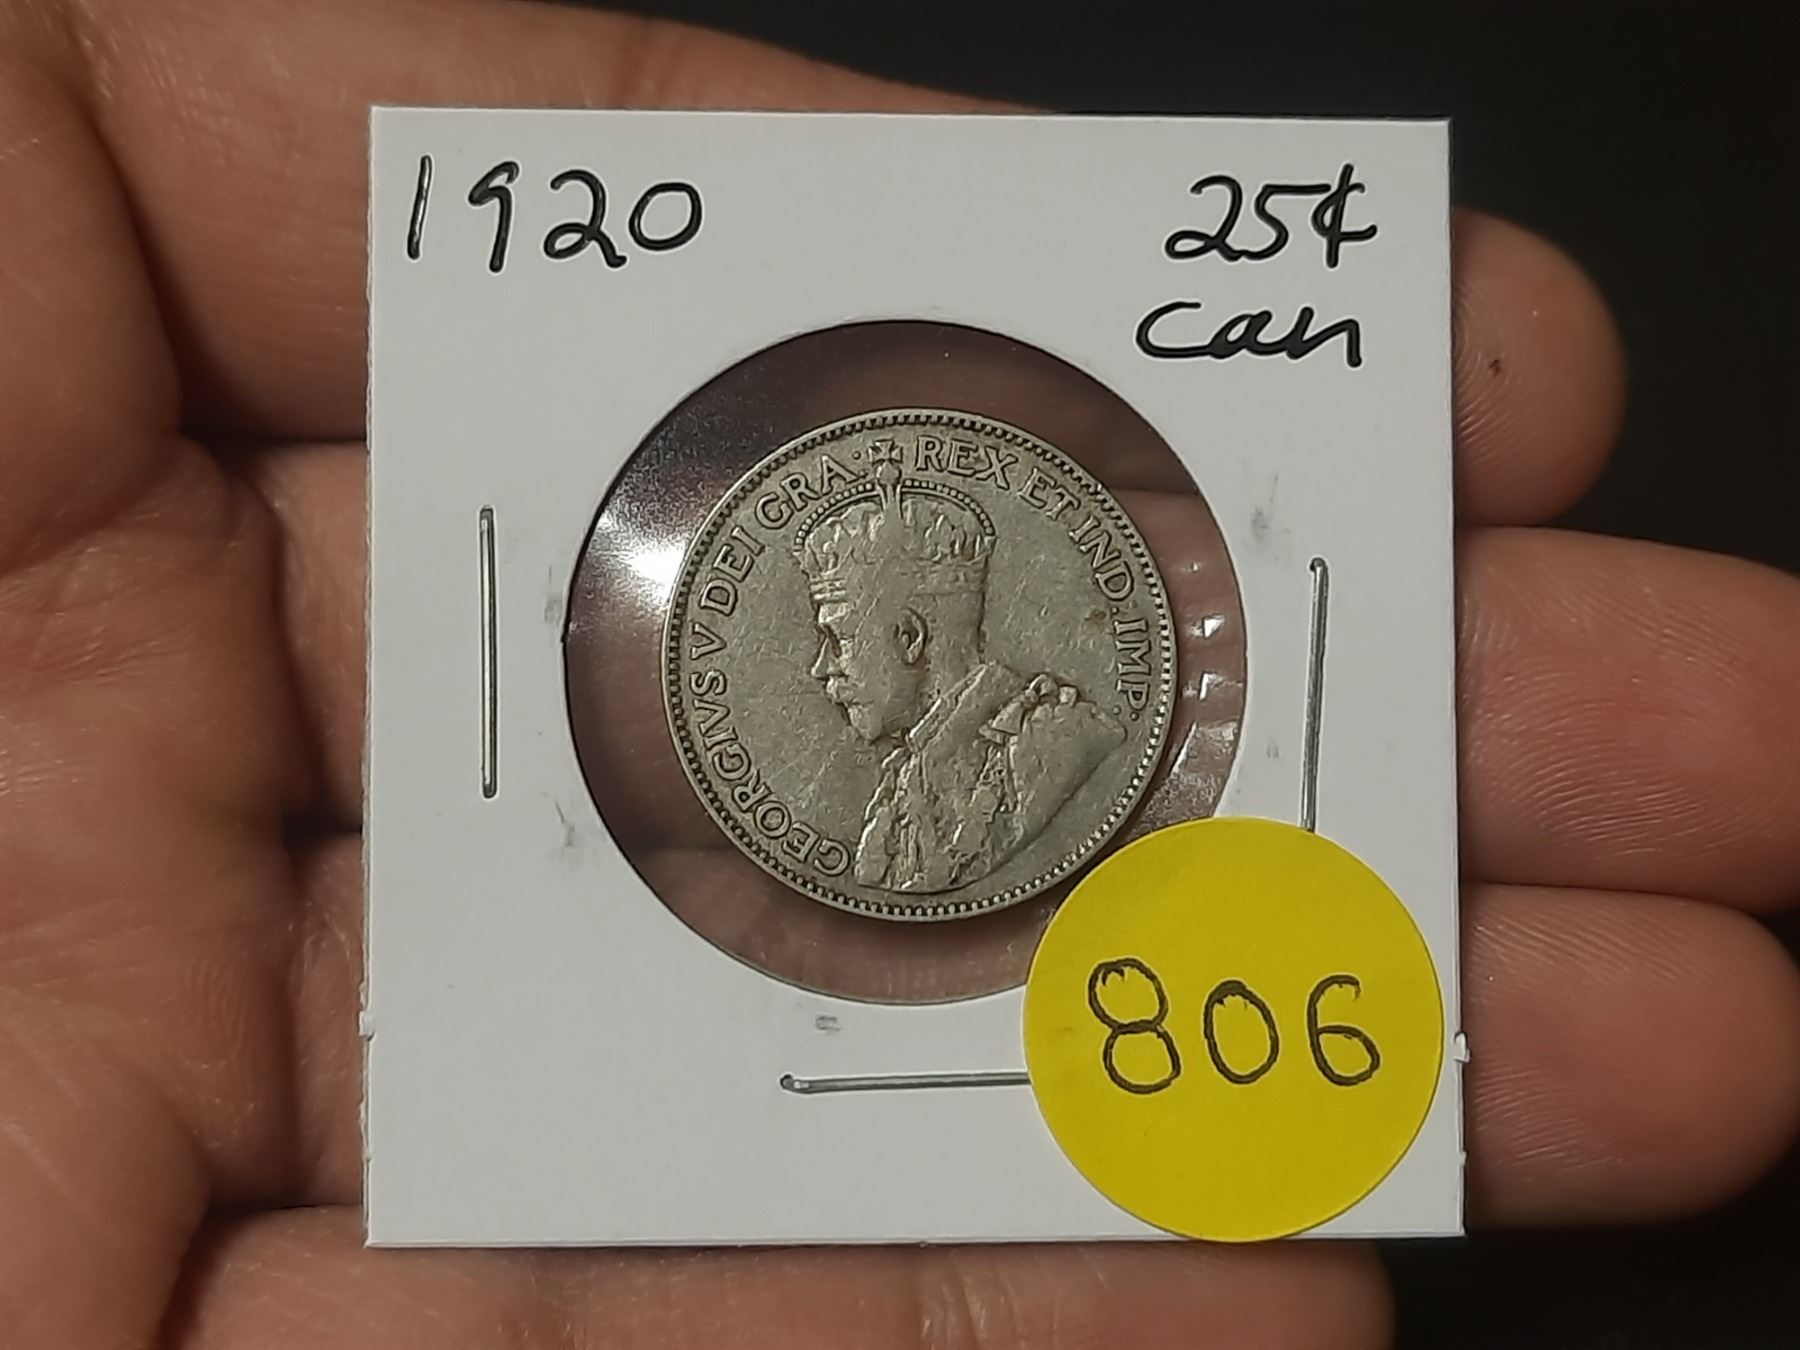 1920 25¢
Can
GEORGIVS V DEI GRA: REX ET IND: IMP:
806